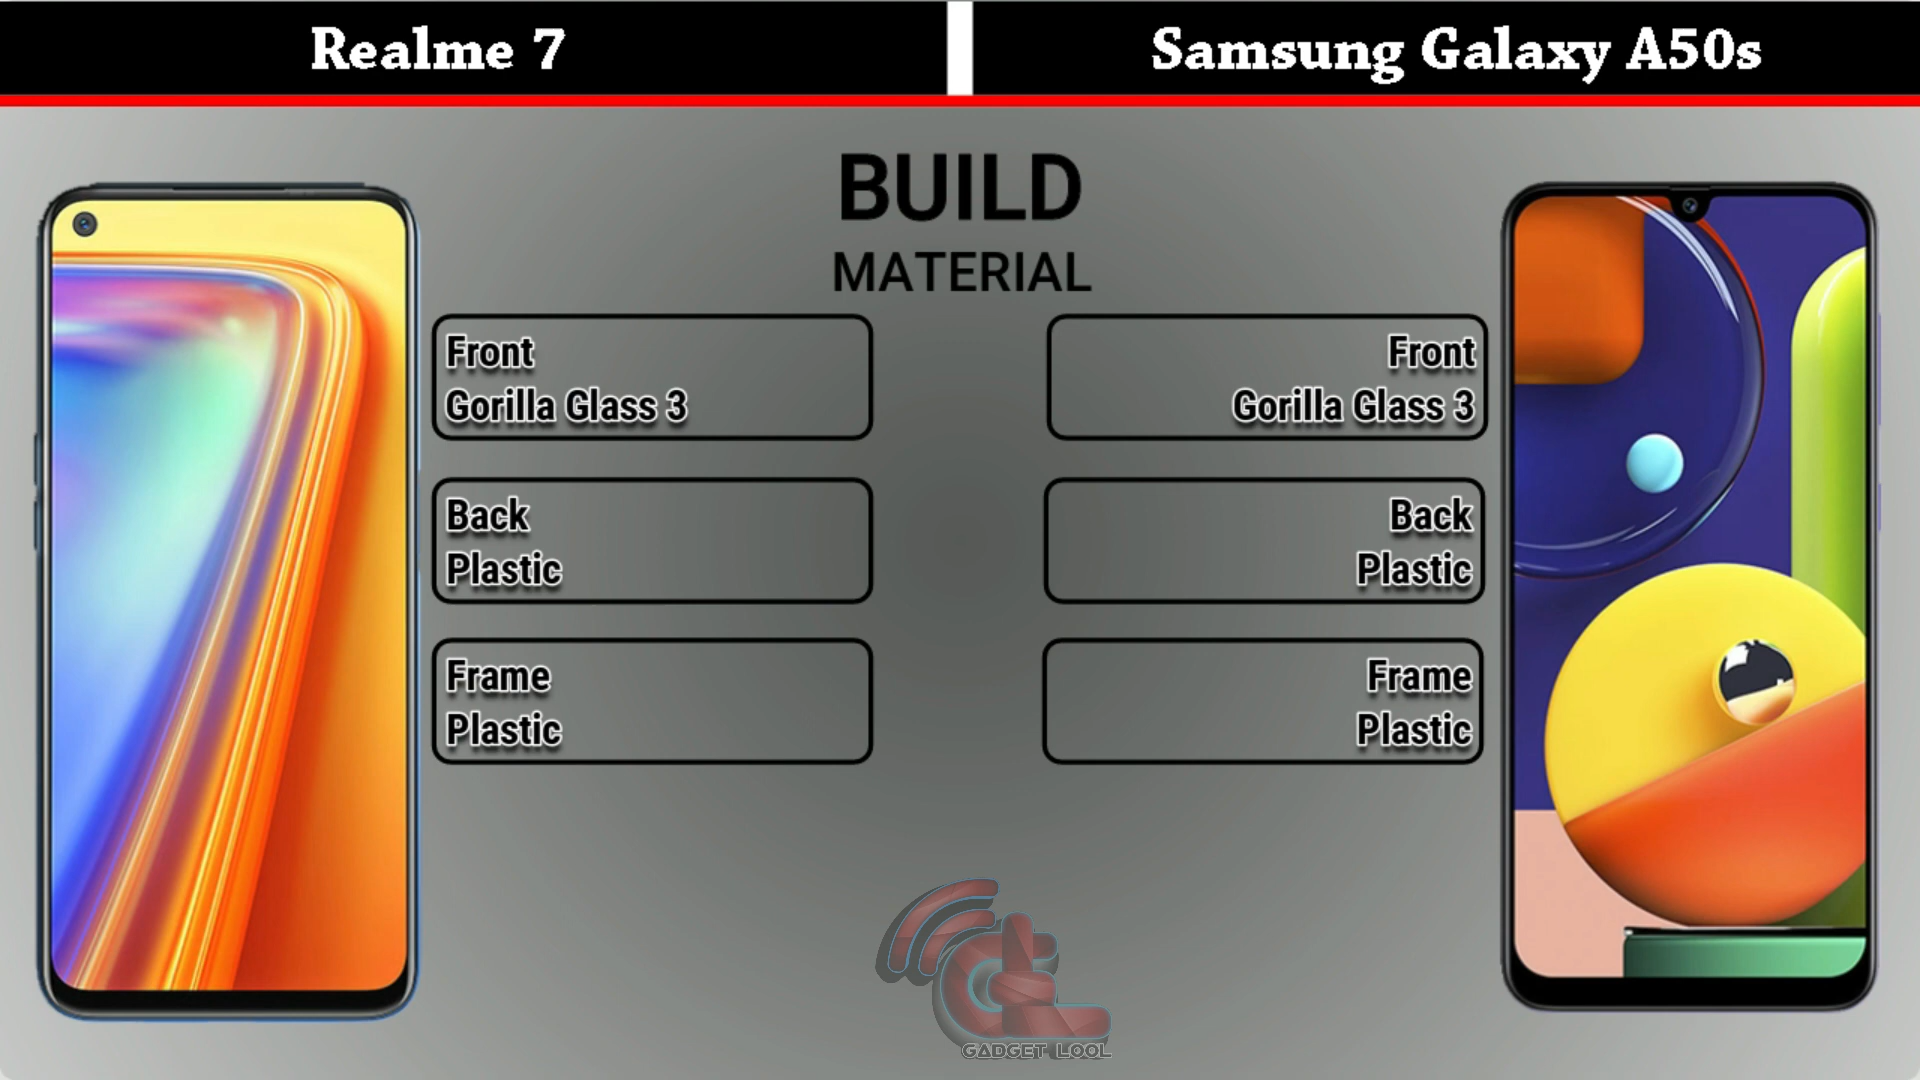 Realme 7
Samsung Galaxy A50s
BUILD
MATERIAL
Front
Gorilla Glass 3
Back
Plastic
Frame
Plastic
Front
Gorilla Glass 3
Back
Plastic
Frame
Plastic
GADGET LOOL